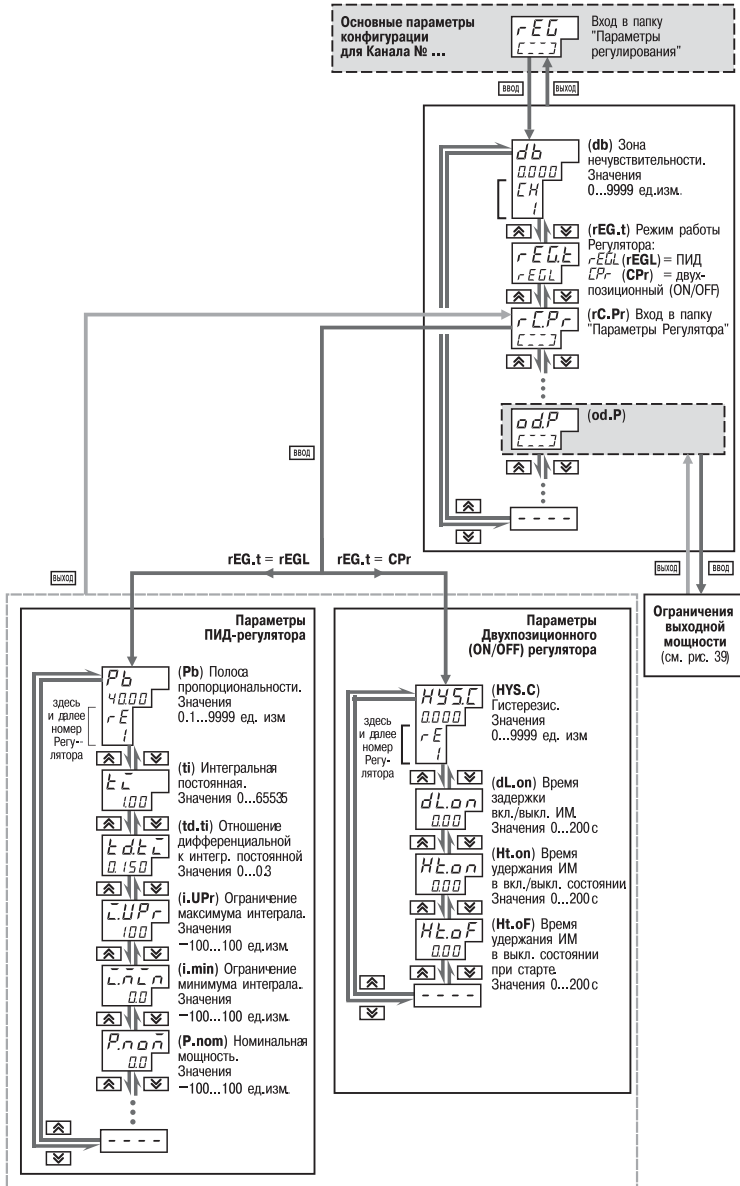 Основные параметры
конфигурации
для Канала № ...
rEG
[---]
Вход в папку
"Параметры
регулирования"
ВВОД
ВЫХОД
db
0.000
CH
1
(db) Зона
нечувствительности.
Значения
0...9999 ед.изм.
rEG.t
rEGL
(rEG.t) Режим работы
Регулятора:
rEGL (rEGL) = ПИД
CPr (CPr) = двух-
позиционный (ON/OFF)
rC.Pr
[---]
(rC.Pr) Вход в папку
"Параметры Регулятора"
od.P
[---]
(od.P)
ВВОД
- - - -
rEG.t = rEGL
rEG.t = CPr
ВЫХОД
ВЫХОД
ВВОД
Ограничения
выходной
мощности
(см. рис. 39)
Параметры
ПИД-регулятора
Pb
40.00
rE
1
(Pb) Полоса
пропорциональности.
Значения
0.1...9999 ед. изм
здесь
и далее
номер
Регу-
лятора
ti
1.00
(ti) Интегральная
постоянная.
Значения 0...65535
td.ti
0.150
(td.ti) Отношение
дифференциальной
к интегр. постоянной
Значения 0...0.3
i.UPr
100
(i.UPr) Ограничение
максимума интеграла.
Значения
−100...100 ед.изм.
i.min
0.0
(i.min) Ограничение
минимума интеграла.
Значения
−100...100 ед.изм.
P.nom
0.0
(P.nom) Номинальная
мощность.
Значения
−100...100 ед.изм.
- - - -
Параметры
Двухпозиционного
(ON/OFF) регулятора
HYS.C
0.000
rE
1
(HYS.C)
Гистерезис.
Значения
0...9999 ед. изм
здесь
и далее
номер
Регу-
лятора
dL.on
0.00
(dL.on) Время
задержки
вкл./выкл. ИМ.
Значения 0...200 с
Ht.on
0.00
(Ht.on) Время
удержания ИМ
в вкл./выкл. состоянии.
Значения 0...200 с
Ht.oF
0.00
(Ht.oF) Время
удержания ИМ
в выкл. состоянии
при старте.
Значения 0...200 с
- - - -